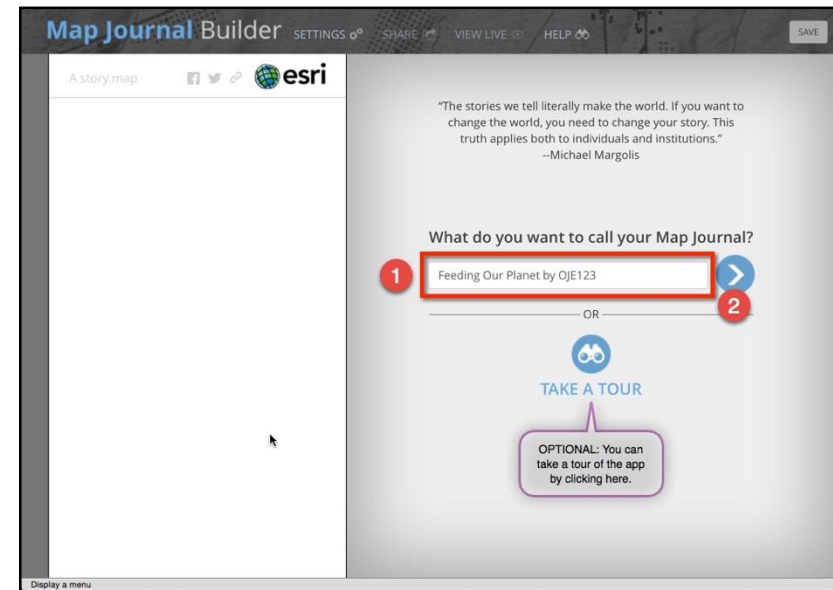 Map Journal Builder SETTINGS SHARE VIEW LIVE HELP SAVE
A story map esri
"The stories we tell literally make the world. If you want to
change the world, you need to change your story. This
truth applies both to individuals and institutions."
--Michael Margolis
What do you want to call your Map Journal?
1 Feeding Our Planet by OJE123
2
OR
TAKE A TOUR
OPTIONAL: You can
take a tour of the app
by clicking here.
Display a menu